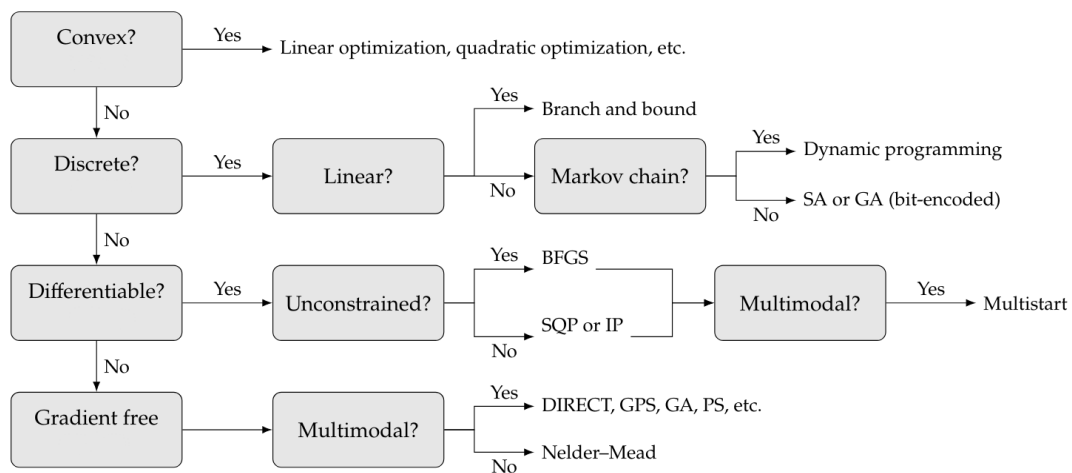 Convex?
Yes
Linear optimization, quadratic optimization, etc.
No
Yes
Branch and bound
Discrete?
Yes
Linear?
No
Markov chain?
Yes
Dynamic programming
No
SA or GA (bit-encoded)
No
Differentiable?
Yes
Unconstrained?
Yes
BFGS
No
SQP or IP
Multimodal?
Yes
Multistart
No
Gradient free
Multimodal?
Yes
DIRECT, GPS, GA, PS, etc.
No
Nelder–Mead